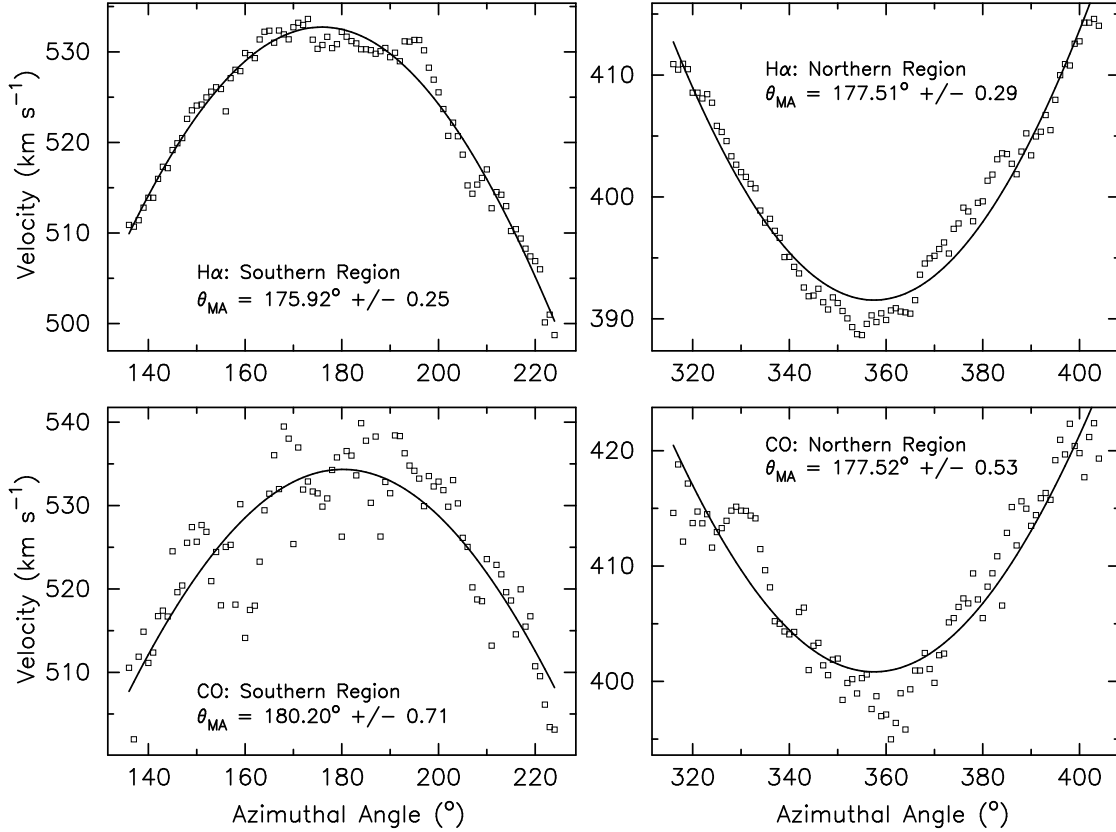 530
520
510
500
Velocity (km s⁻¹)
Hα: Southern Region
θMA = 175.92° +/− 0.25
140 160 180 200 220
410
400
390
Hα: Northern Region
θMA = 177.51° +/− 0.29
320 340 360 380 400
540
530
520
510
Velocity (km s⁻¹)
CO: Southern Region
θMA = 180.20° +/− 0.71
140 160 180 200 220
Azimuthal Angle (°)
420
410
400
CO: Northern Region
θMA = 177.52° +/− 0.53
320 340 360 380 400
Azimuthal Angle (°)